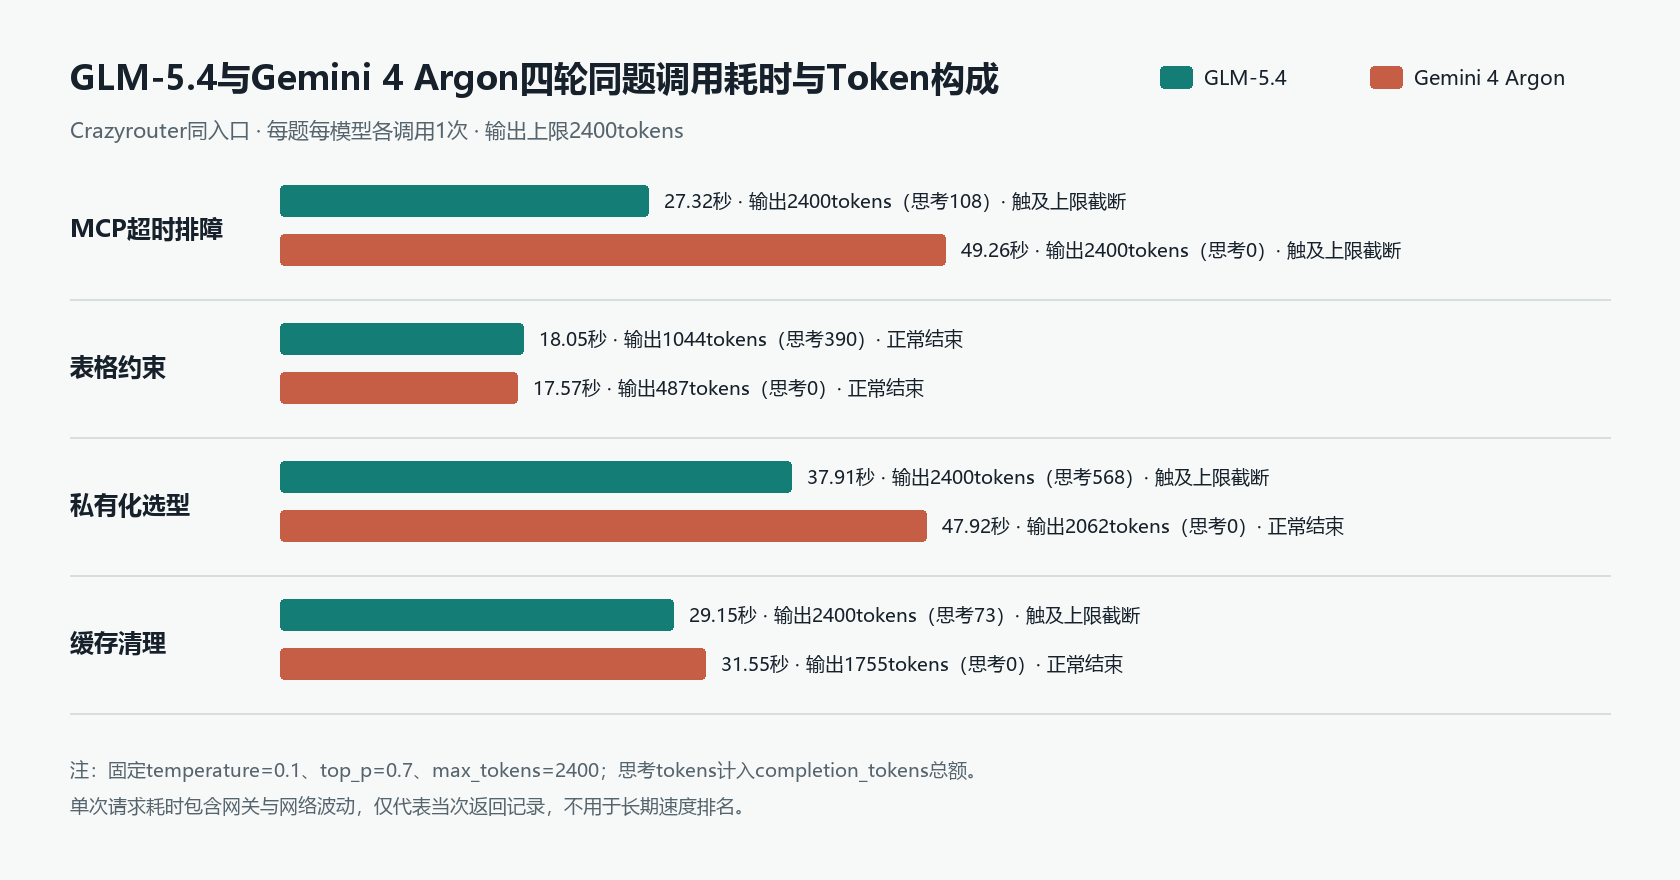 GLM-5.4与Gemini 4 Argon四轮同题调用耗时与Token构成
GLM-5.4
Gemini 4 Argon
Crazyrouter同入口 · 每题每模型各调用1次 · 输出上限2400tokens
MCP超时排障
27.32秒 · 输出2400tokens（思考108）· 触及上限截断
49.26秒 · 输出2400tokens（思考0）· 触及上限截断
表格约束
18.05秒 · 输出1044tokens（思考390）· 正常结束
17.57秒 · 输出487tokens（思考0）· 正常结束
私有化选型
37.91秒 · 输出2400tokens（思考568）· 触及上限截断
47.92秒 · 输出2062tokens（思考0）· 正常结束
缓存清理
29.15秒 · 输出2400tokens（思考73）· 触及上限截断
31.55秒 · 输出1755tokens（思考0）· 正常结束
注：固定temperature=0.1、top_p=0.7、max_tokens=2400；思考tokens计入completion_tokens总额。
单次请求耗时包含网关与网络波动，仅代表当次返回记录，不用于长期速度排名。